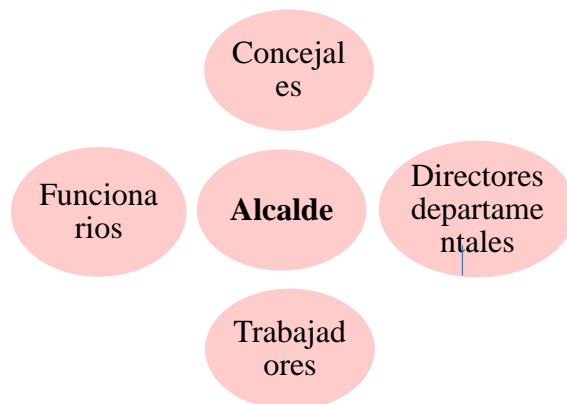 Concejal
es
Funciona
rios
Alcalde
Directores
departame
ntales
Trabajad
ores